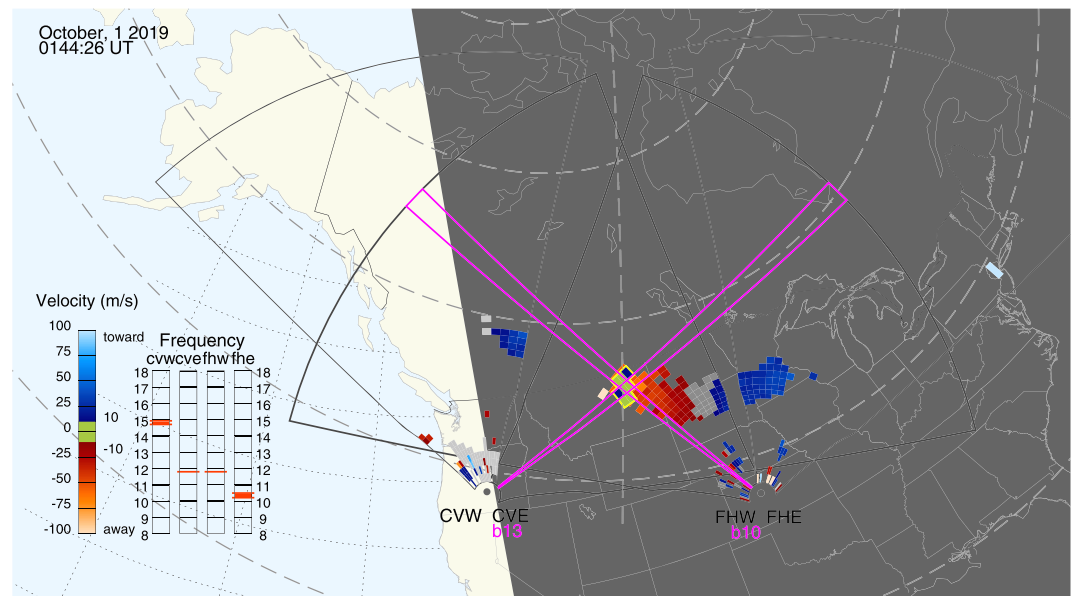 October, 1 2019
0144:26 UT
Velocity (m/s)
100
toward
75
50
25
10
0
-10
-25
-50
-75
-100
away
Frequency
cvwcvefhwfhe
18 18
17 17
16 16
15 15
14 14
13 13
12 12
11 11
10 10
9 9
8 8
CVW CVE
b13
FHW FHE
b10